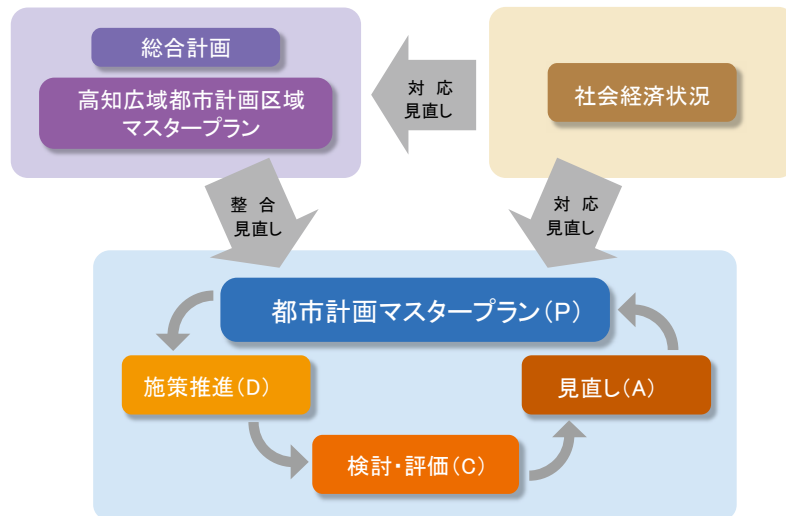 総合計画
高知広域都市計画区域
マスタープラン
対 応
見直し
社会経済状況
整 合
見直し
対 応
見直し
都市計画マスタープラン(P)
施策推進(D)
見直し(A)
検討・評価(C)